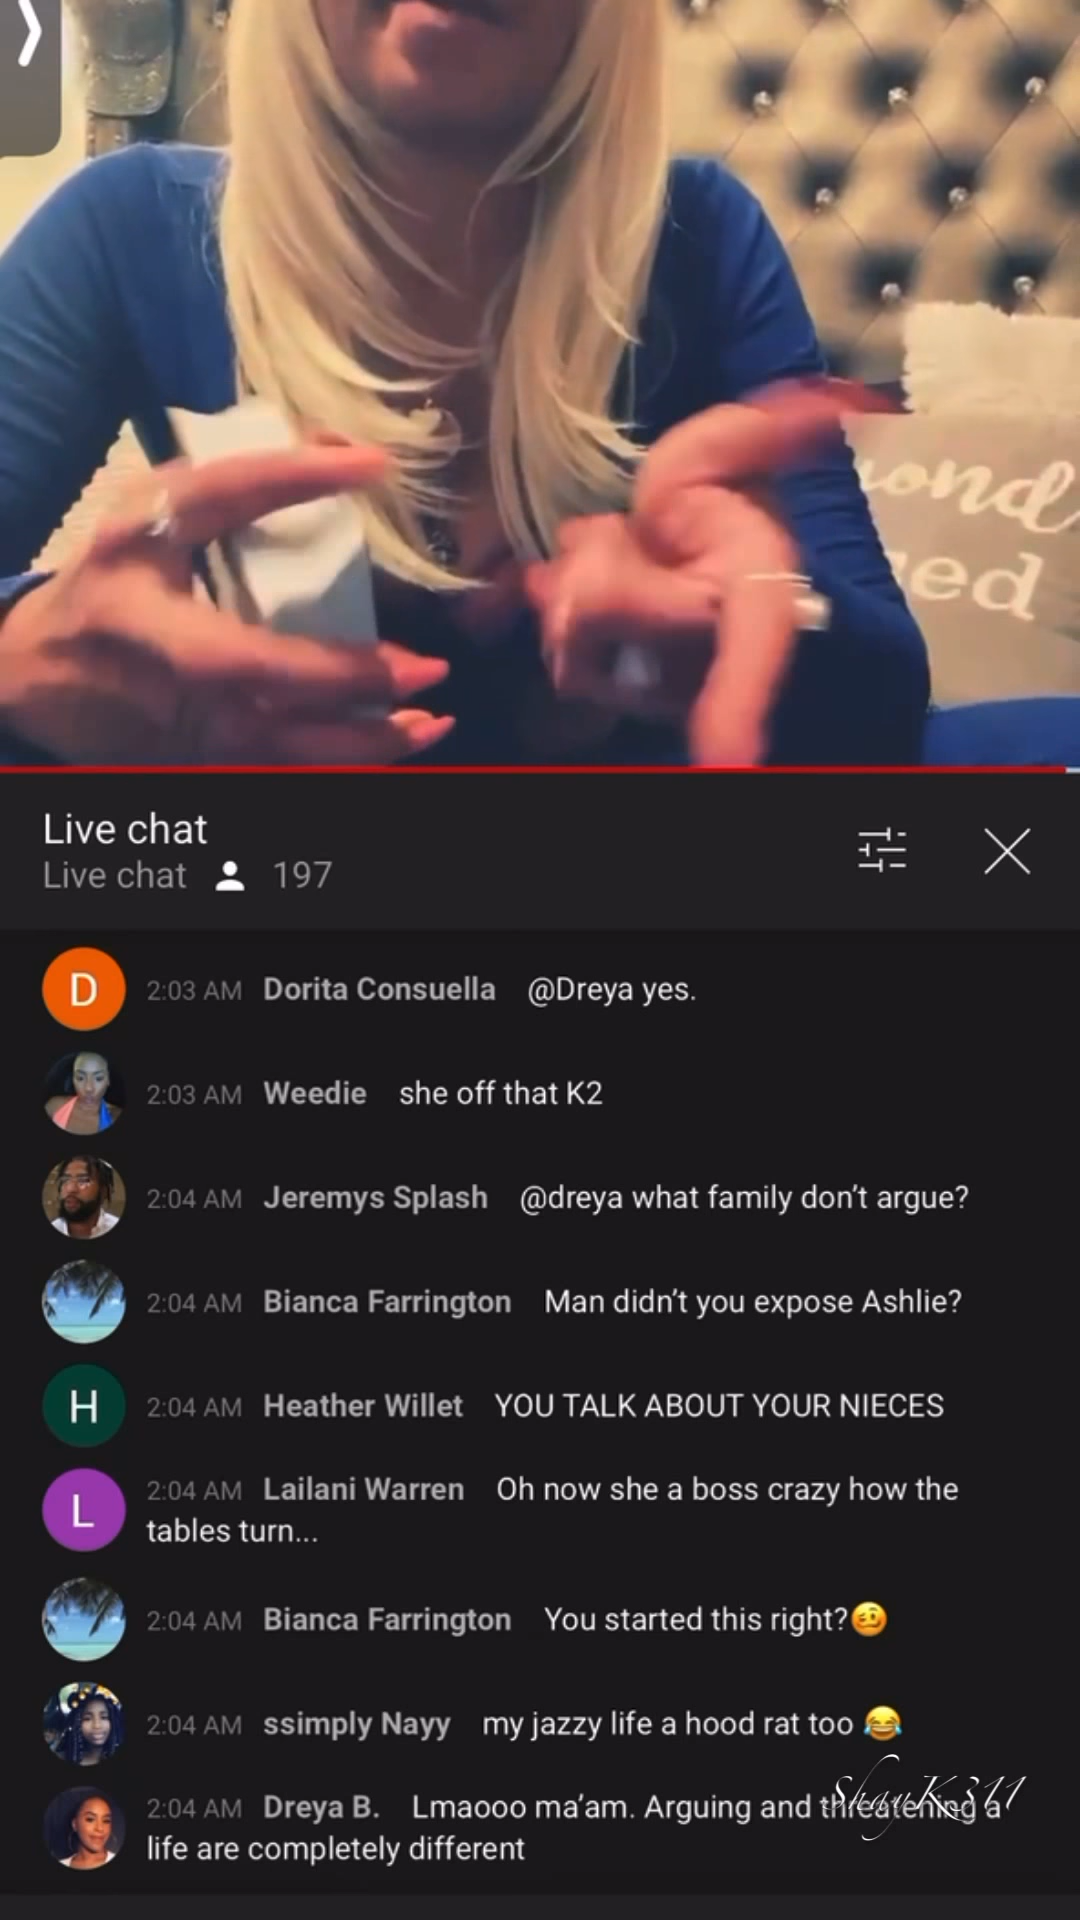 ond
ed
Live chat
Live chat 197
D 2:03 AM Dorita Consuella @Dreya yes.
2:03 AM Weedie she off that K2
2:04 AM Jeremys Splash @dreya what family don't argue?
2:04 AM Bianca Farrington Man didn't you expose Ashlie?
H 2:04 AM Heather Willet YOU TALK ABOUT YOUR NIECES
L 2:04 AM Lailani Warren Oh now she a boss crazy how the
tables turn...
2:04 AM Bianca Farrington You started this right?🥴
2:04 AM ssimply Nayy my jazzy life a hood rat too 😂
ShayK311
2:04 AM Dreya B. Lmaooo ma'am. Arguing and threatening a
life are completely different